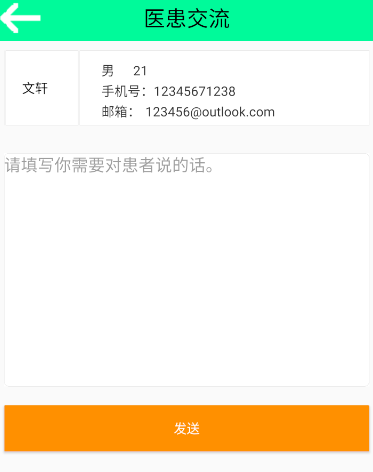 医患交流
文轩
男 21
手机号：12345671238
邮箱： 123456@outlook.com
请填写你需要对患者说的话。
发送